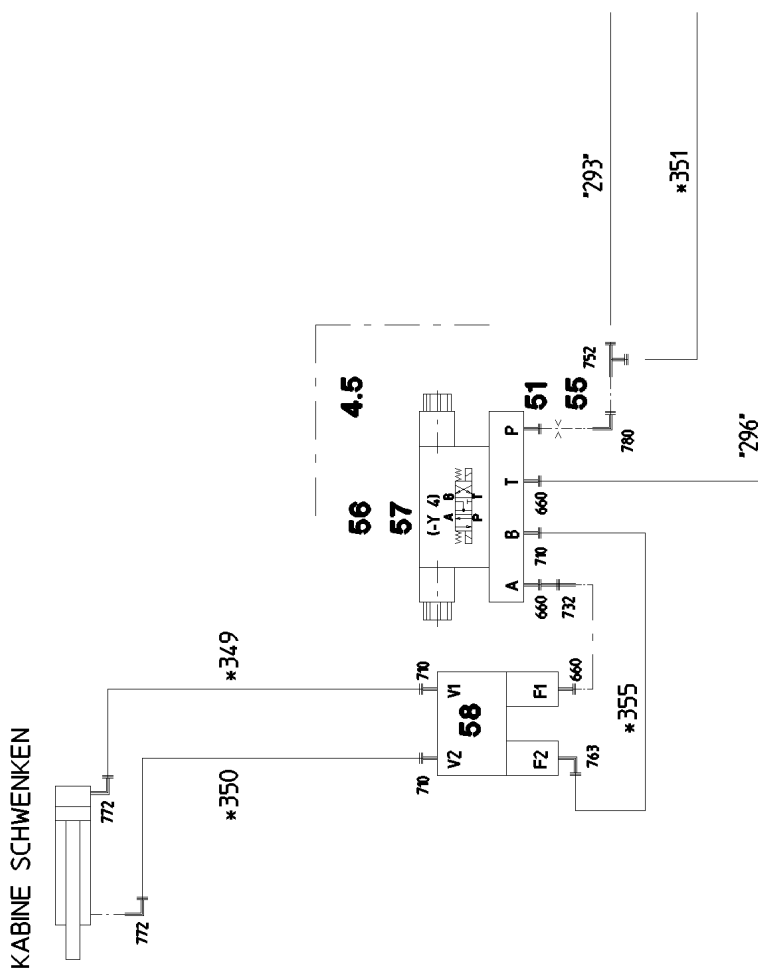 KABINE SCHWENKEN
772
772
*349
*350
710
710
V1
V2
58
F1
F2
660
763
*355
56
57
4.5
(-Y 4)
A B
P T
A
B
T
P
660
732
710
660
51
55
780
752
"293"
*351
"296"